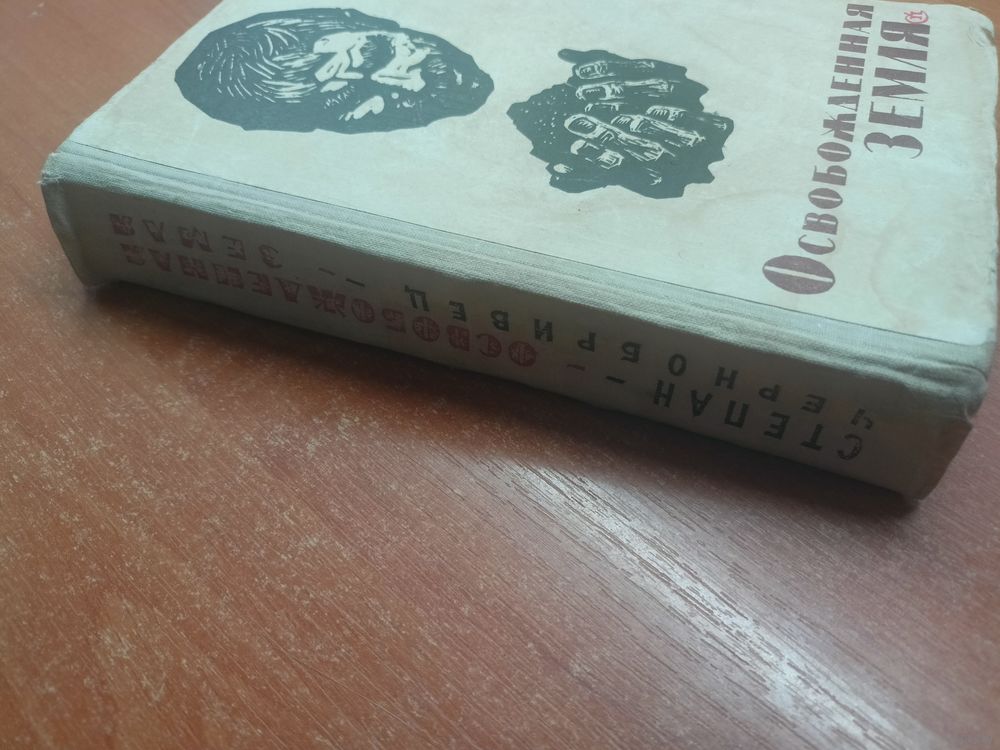 ОСВОБОЖДЕННАЯ
ЗЕМЛЯ
СТЕПАН – – ОСВОБОЖДЕННАЯ
ЧЕРНОБРИВЕЦ – – ЗЕМЛЯ